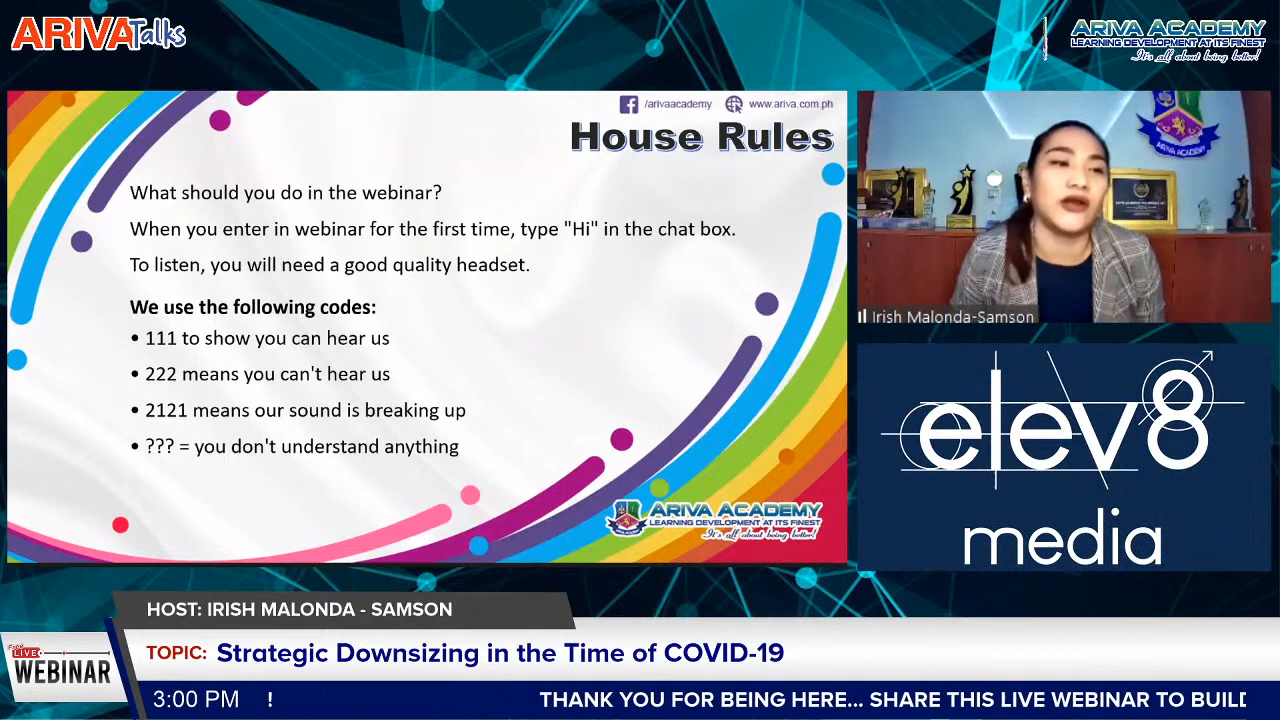 ARIVATalks
ARIVA ACADEMY
LEARNING DEVELOPMENT AT ITS FINEST
It's all about being better!
/arivaacademy
www.ariva.com.ph
House Rules
What should you do in the webinar?
When you enter in webinar for the first time, type "Hi" in the chat box.
To listen, you will need a good quality headset.
We use the following codes:
• 111 to show you can hear us
• 222 means you can't hear us
• 2121 means our sound is breaking up
• ??? = you don't understand anything
ARIVA ACADEMY
LEARNING DEVELOPMENT AT ITS FINEST
It's all about being better!
ARIVA ACADEMY
Irish Malonda-Samson
elev8
media
HOST: IRISH MALONDA - SAMSON
Free LIVE
WEBINAR
TOPIC: Strategic Downsizing in the Time of COVID-19
3:00 PM
! THANK YOU FOR BEING HERE... SHARE THIS LIVE WEBINAR TO BUILD